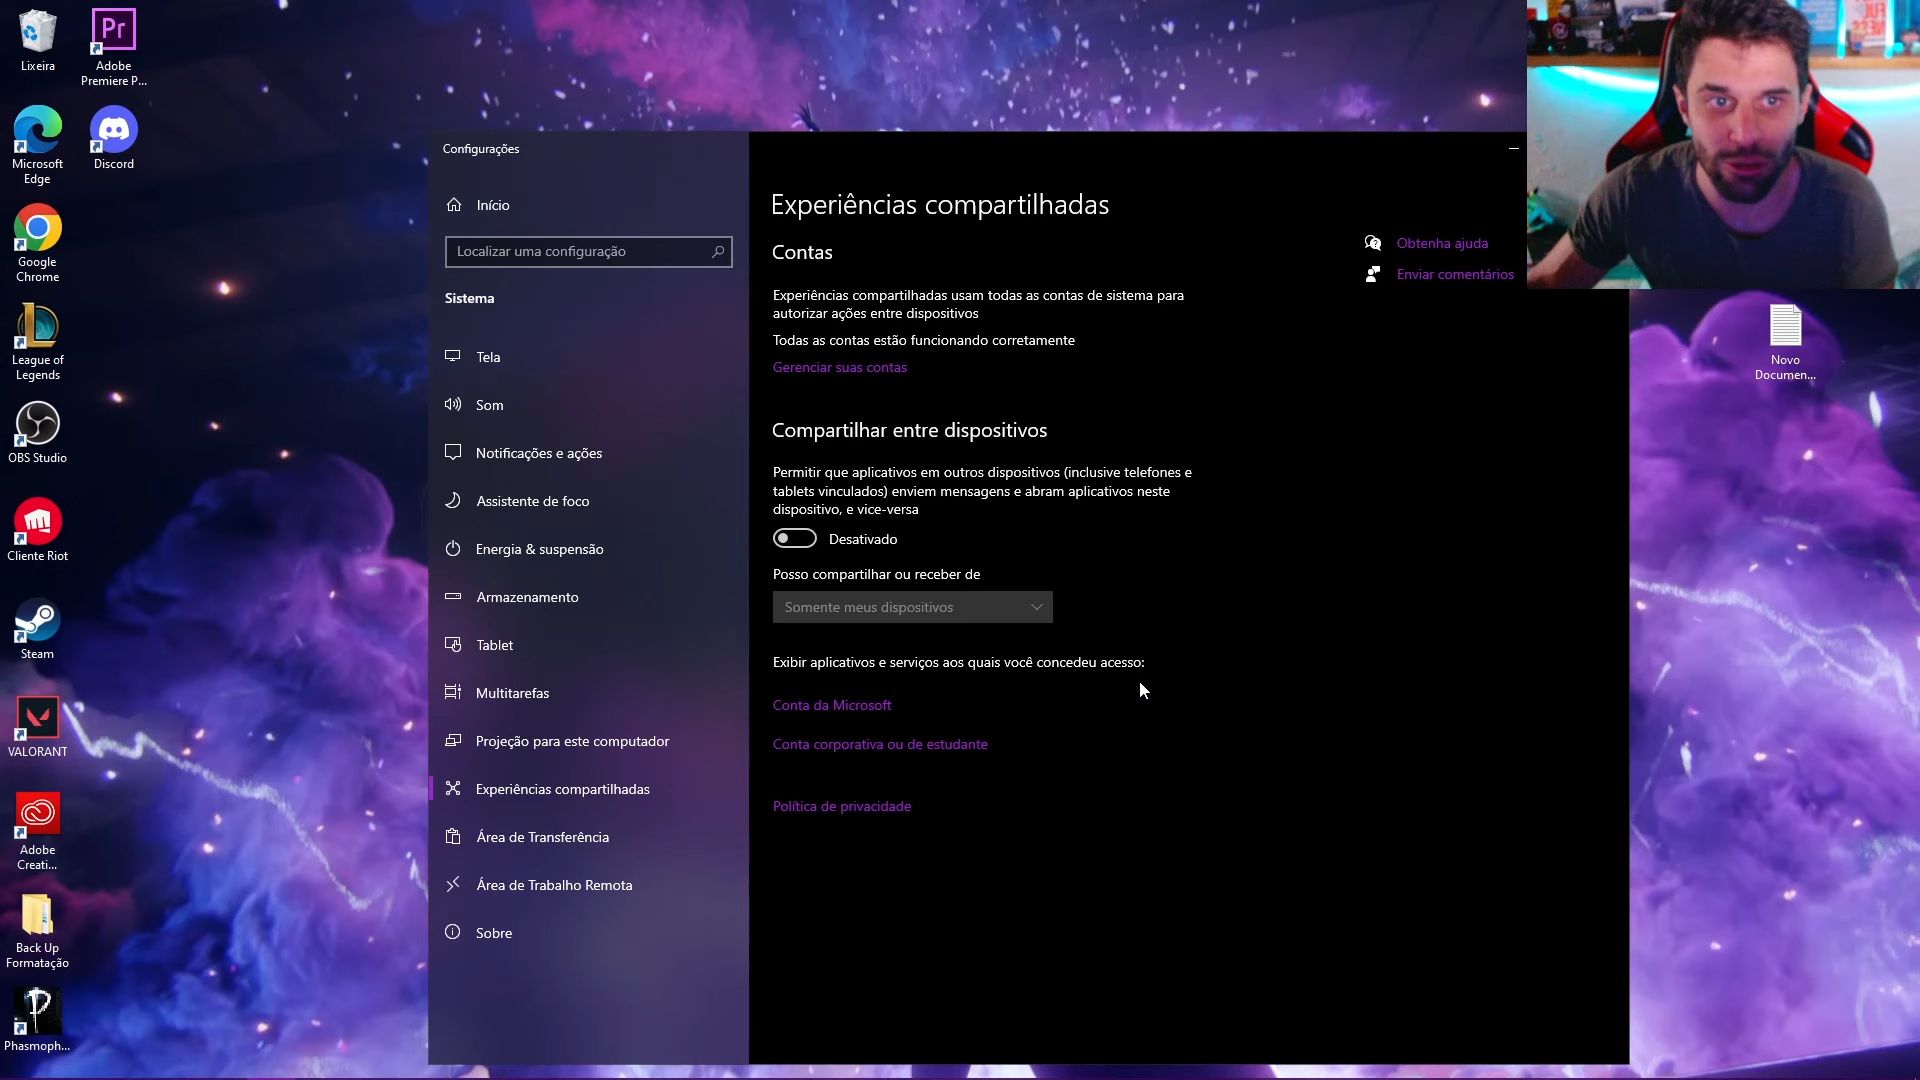 Lixeira
Adobe
Premiere P...
Microsoft
Edge
Discord
Google
Chrome
League of
Legends
OBS Studio
Cliente Riot
Steam
VALORANT
Adobe
Creati...
Back Up
Formatação
Phasmoph...
Configurações
Início
Localizar uma configuração
Sistema
Tela
Som
Notificações e ações
Assistente de foco
Energia & suspensão
Armazenamento
Tablet
Multitarefas
Projeção para este computador
Experiências compartilhadas
Área de Transferência
Área de Trabalho Remota
Sobre
Experiências compartilhadas
Contas
Experiências compartilhadas usam todas as contas de sistema para
autorizar ações entre dispositivos
Todas as contas estão funcionando corretamente
Gerenciar suas contas
Compartilhar entre dispositivos
Permitir que aplicativos em outros dispositivos (inclusive telefones e
tablets vinculados) enviem mensagens e abram aplicativos neste
dispositivo, e vice-versa
Desativado
Posso compartilhar ou receber de
Somente meus dispositivos
Exibir aplicativos e serviços aos quais você concedeu acesso:
Conta da Microsoft
Conta corporativa ou de estudante
Política de privacidade
Obtenha ajuda
Enviar comentários
Novo
Documen...
Pr